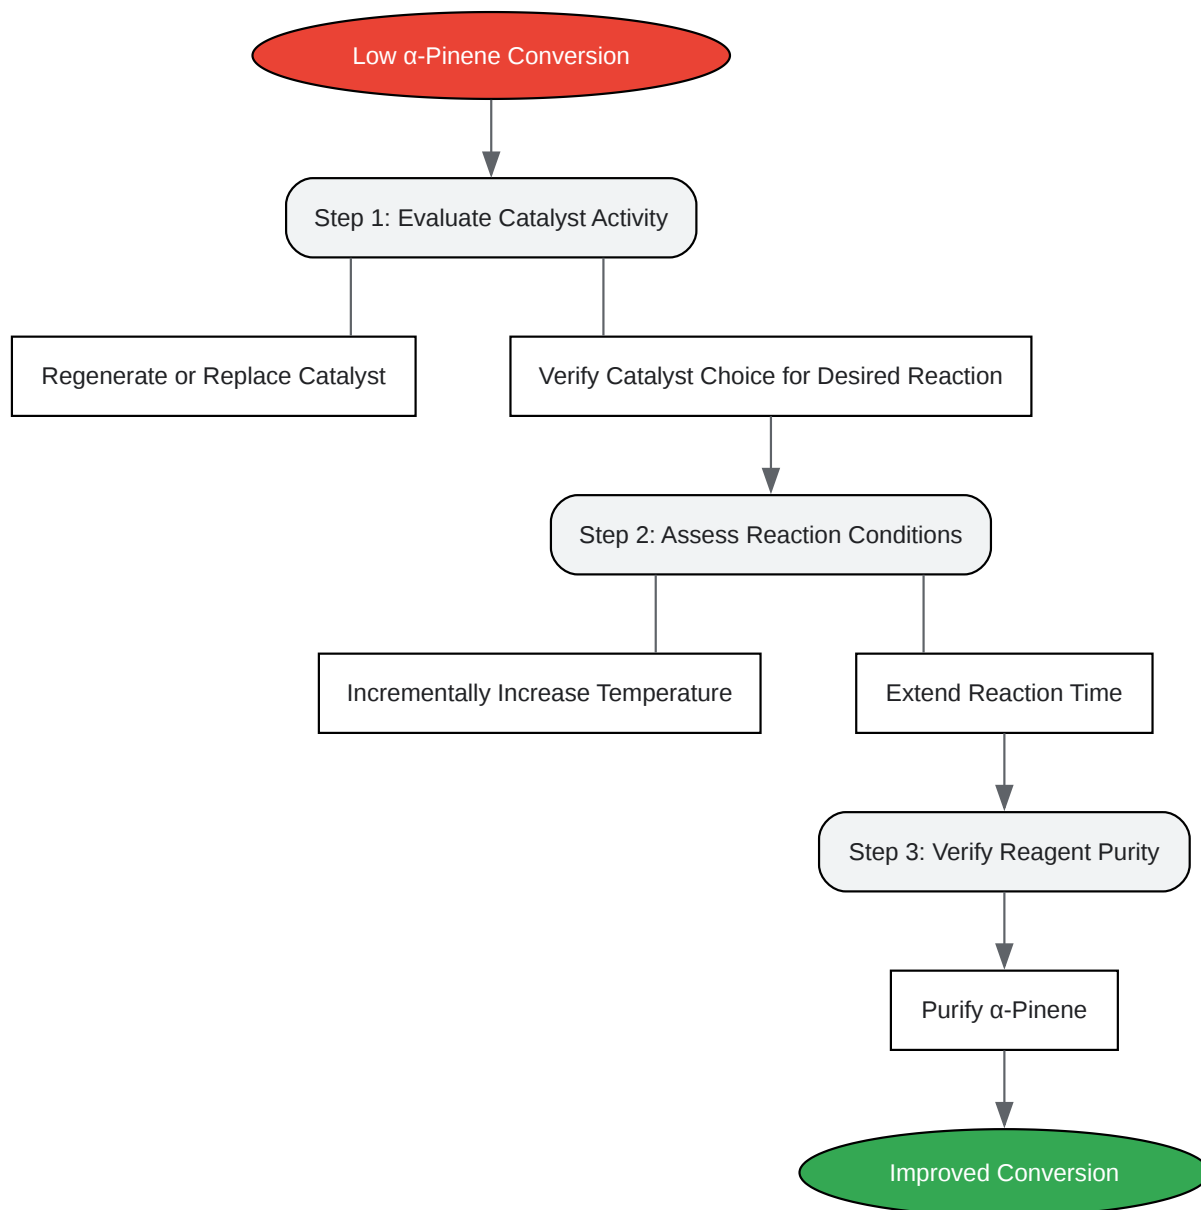 Low α-Pinene Conversion
Step 1: Evaluate Catalyst Activity
Regenerate or Replace Catalyst
Verify Catalyst Choice for Desired Reaction
Step 2: Assess Reaction Conditions
Incrementally Increase Temperature
Extend Reaction Time
Step 3: Verify Reagent Purity
Purify α-Pinene
Improved Conversion